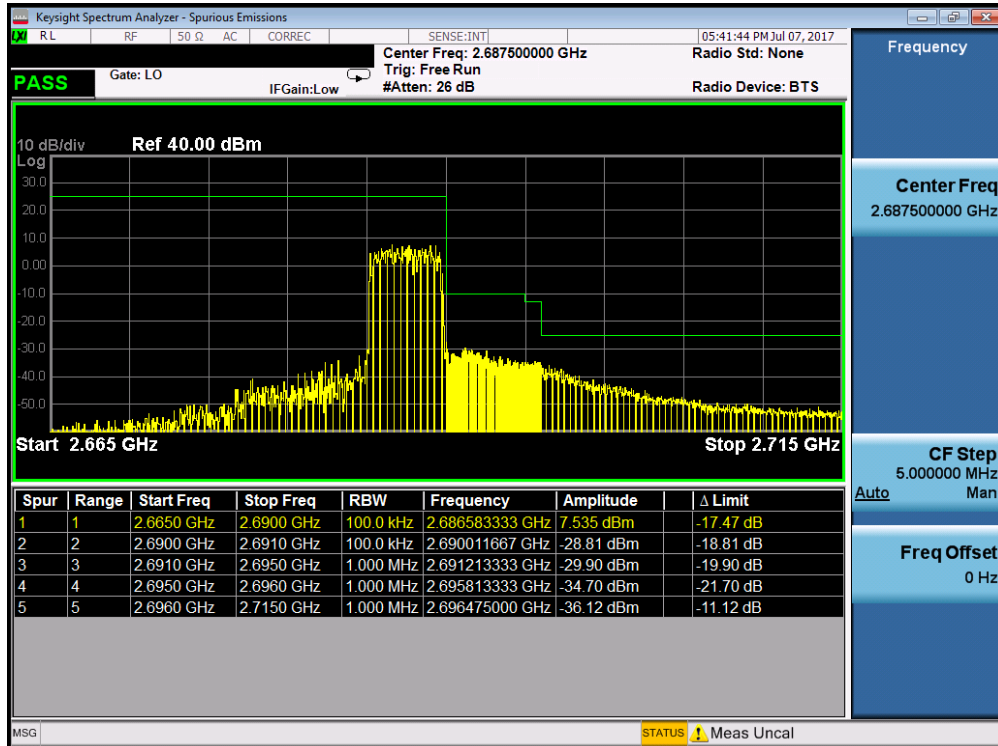 Keysight Spectrum Analyzer - Spurious Emissions
LXI RL RF 50 Ω AC CORREC SENSE:INT 05:41:44 PM Jul 07, 2017
Center Freq: 2.687500000 GHz Radio Std: None
PASS Gate: LO Trig: Free Run
IFGain:Low #Atten: 26 dB Radio Device: BTS
10 dB/div Ref 40.00 dBm
Log
30.0
20.0
10.0
0.00
-10.0
-20.0
-30.0
-40.0
-50.0
Start 2.665 GHz Stop 2.715 GHz
Spur Range Start Freq Stop Freq RBW Frequency Amplitude Δ Limit
1 1 2.6650 GHz 2.6900 GHz 100.0 kHz 2.686583333 GHz 7.535 dBm -17.47 dB
2 2 2.6900 GHz 2.6910 GHz 100.0 kHz 2.690011667 GHz -28.81 dBm -18.81 dB
3 3 2.6910 GHz 2.6950 GHz 1.000 MHz 2.691213333 GHz -29.90 dBm -19.90 dB
4 4 2.6950 GHz 2.6960 GHz 1.000 MHz 2.695813333 GHz -34.70 dBm -21.70 dB
5 5 2.6960 GHz 2.7150 GHz 1.000 MHz 2.696475000 GHz -36.12 dBm -11.12 dB
Frequency
Center Freq
2.687500000 GHz
CF Step
5.000000 MHz
Auto Man
Freq Offset
0 Hz
MSG STATUS Meas Uncal